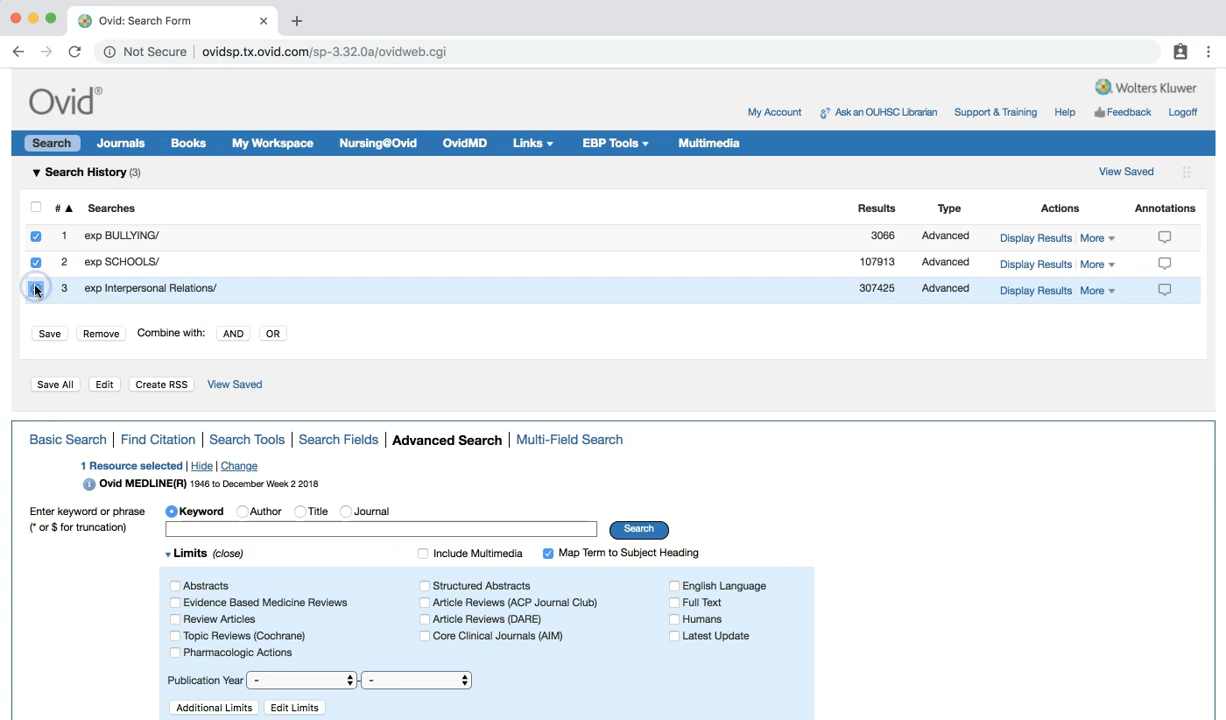 Ovid: Search Form
Not Secure ovidsp.tx.ovid.com/sp-3.32.0a/ovidweb.cgi
Ovid®
Wolters Kluwer
My Account Ask an OUHSC Librarian Support & Training Help Feedback Logoff
Search Journals Books My Workspace Nursing@Ovid OvidMD Links EBP Tools Multimedia
Search History (3) View Saved
# Searches Results Type Actions Annotations
1 exp BULLYING/ 3066 Advanced Display Results More
2 exp SCHOOLS/ 107913 Advanced Display Results More
3 exp Interpersonal Relations/ 307425 Advanced Display Results More
Save Remove Combine with: AND OR
Save All Edit Create RSS View Saved
Basic Search | Find Citation | Search Tools | Search Fields | Advanced Search | Multi-Field Search
1 Resource selected | Hide | Change
Ovid MEDLINE(R) 1946 to December Week 2 2018
Enter keyword or phrase
(* or $ for truncation)
Keyword Author Title Journal
Search
Limits (close) Include Multimedia Map Term to Subject Heading
Abstracts Structured Abstracts English Language
Evidence Based Medicine Reviews Article Reviews (ACP Journal Club) Full Text
Review Articles Article Reviews (DARE) Humans
Topic Reviews (Cochrane) Core Clinical Journals (AIM) Latest Update
Pharmacologic Actions
Publication Year - - -
Additional Limits Edit Limits